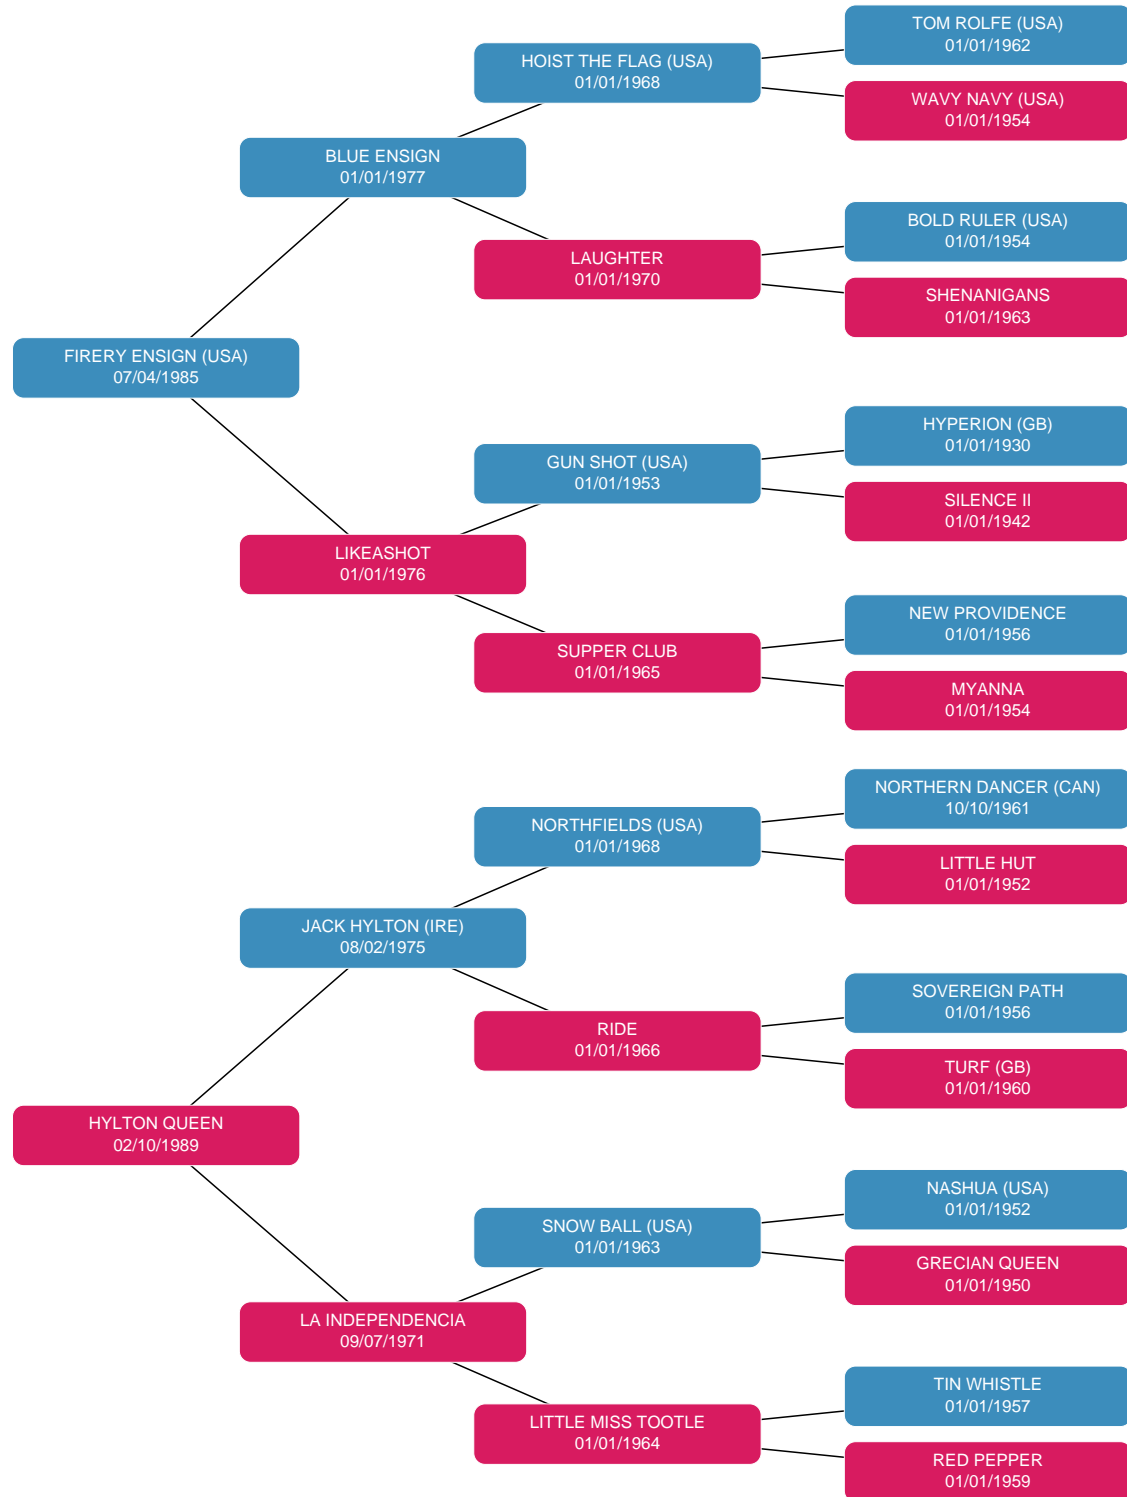 TOM ROLFE (USA)
01/01/1962
HOIST THE FLAG (USA)
01/01/1968
WAVY NAVY (USA)
01/01/1954
BLUE ENSIGN
01/01/1977
BOLD RULER (USA)
01/01/1954
LAUGHTER
01/01/1970
SHENANIGANS
01/01/1963
FIRERY ENSIGN (USA)
07/04/1985
HYPERION (GB)
01/01/1930
GUN SHOT (USA)
01/01/1953
SILENCE II
01/01/1942
LIKEASHOT
01/01/1976
NEW PROVIDENCE
01/01/1956
SUPPER CLUB
01/01/1965
MYANNA
01/01/1954
NORTHERN DANCER (CAN)
10/10/1961
NORTHFIELDS (USA)
01/01/1968
LITTLE HUT
01/01/1952
JACK HYLTON (IRE)
08/02/1975
SOVEREIGN PATH
01/01/1956
RIDE
01/01/1966
TURF (GB)
01/01/1960
HYLTON QUEEN
02/10/1989
NASHUA (USA)
01/01/1952
SNOW BALL (USA)
01/01/1963
GRECIAN QUEEN
01/01/1950
LA INDEPENDENCIA
09/07/1971
TIN WHISTLE
01/01/1957
LITTLE MISS TOOTLE
01/01/1964
RED PEPPER
01/01/1959